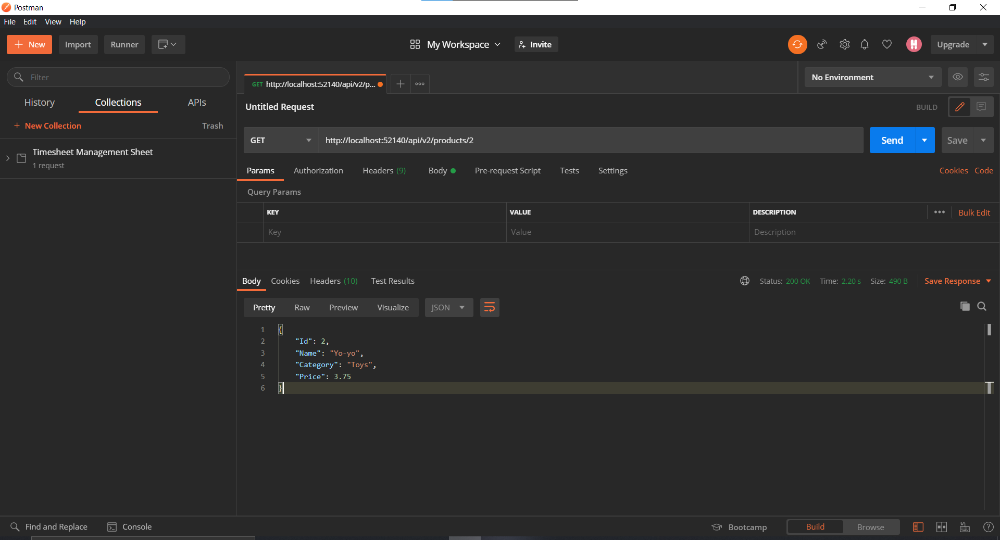 Postman
File Edit View Help
+ New Import Runner My Workspace Invite Upgrade
Filter
History Collections APIs
+ New Collection Trash
Timesheet Management Sheet
1 request
GET http://localhost:52140/api/v2/p...
No Environment
Untitled Request BUILD
GET http://localhost:52140/api/v2/products/2 Send Save
Params Authorization Headers (9) Body Pre-request Script Tests Settings Cookies Code
Query Params
KEY VALUE DESCRIPTION ••• Bulk Edit
Key Value Description
Body Cookies Headers (10) Test Results Status: 200 OK Time: 2.20 s Size: 490 B Save Response
Pretty Raw Preview Visualize JSON
1 {
2 "Id": 2,
3 "Name": "Yo-yo",
4 "Category": "Toys",
5 "Price": 3.75
6 }
Find and Replace Console Bootcamp Build Browse